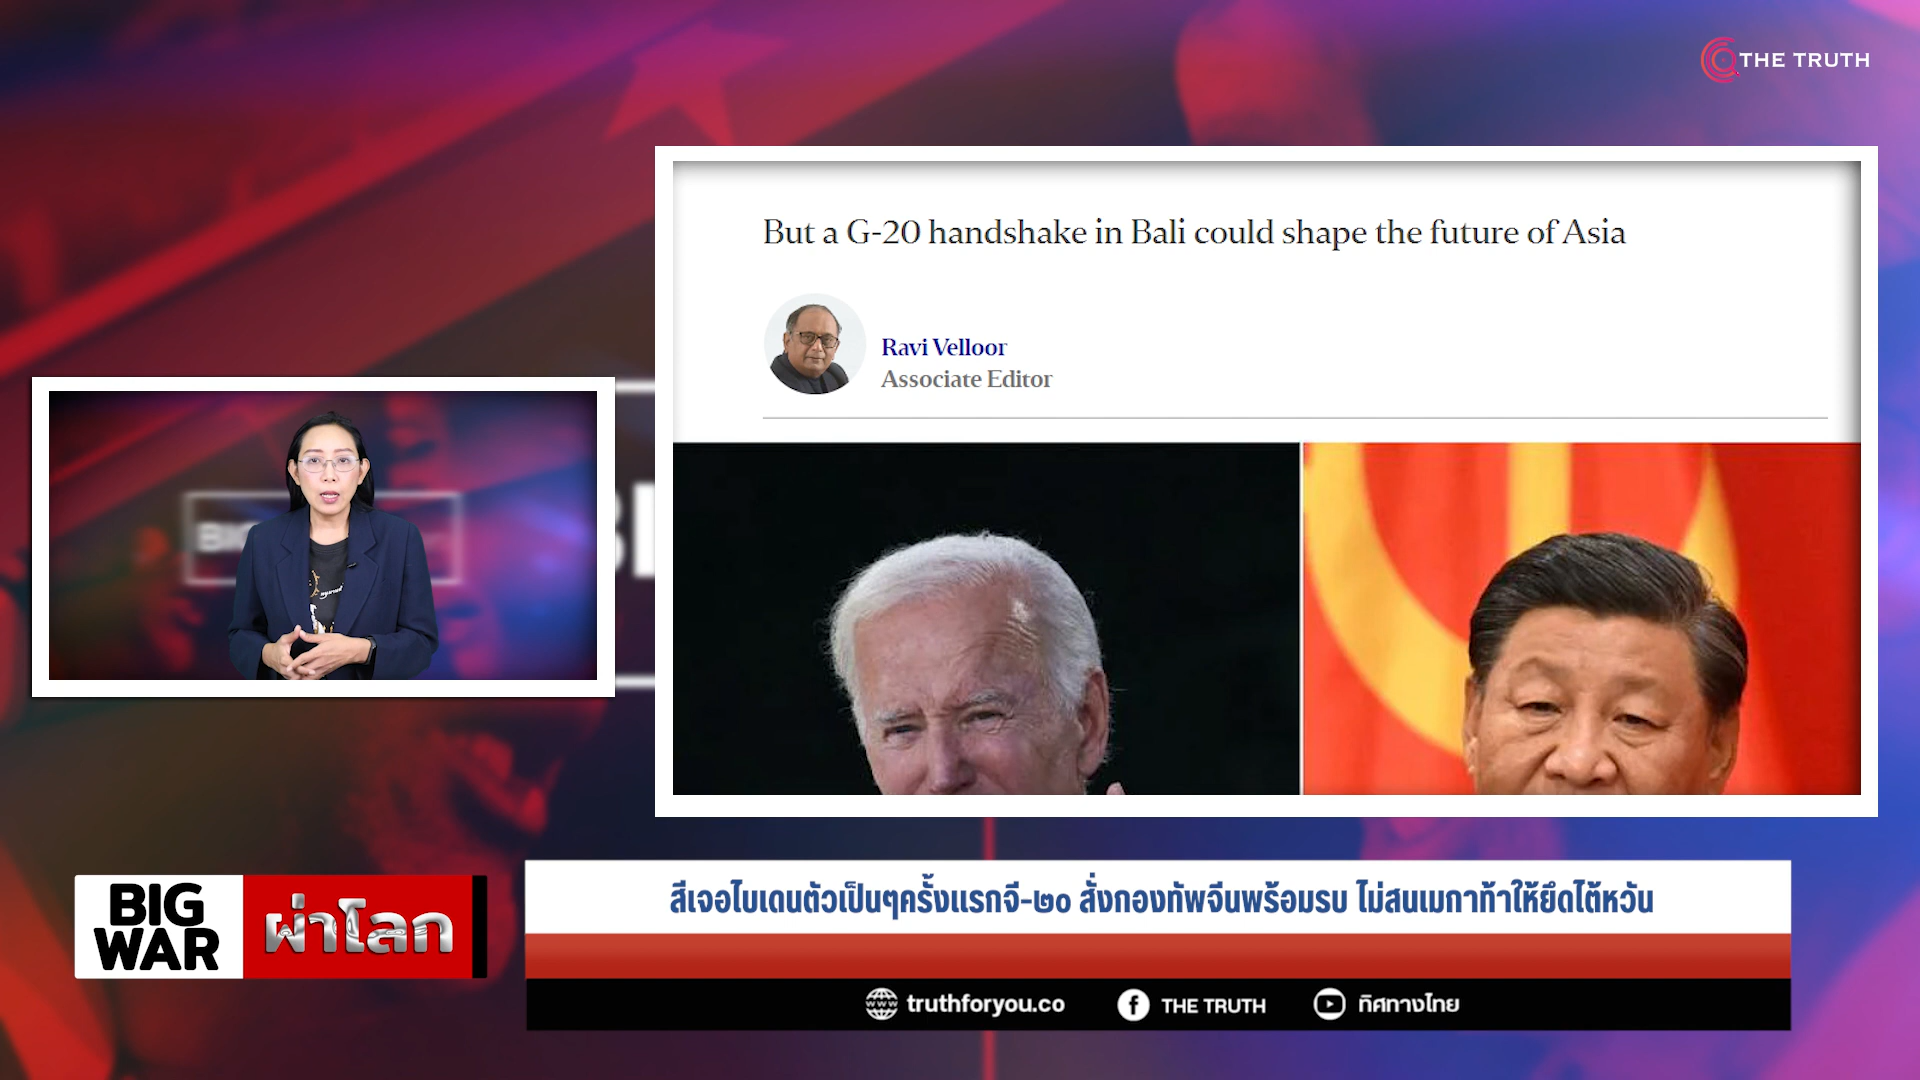 THE TRUTH
But a G-20 handshake in Bali could shape the future of Asia
Ravi Velloor
Associate Editor
BIG
WAR
ผ่าโลก
สีเจอไบเดนตัวเป็นๆครั้งแรกจี-๒๐ สั่งกองทัพจีนพร้อมรบ ไม่สนเมกาท้าให้ยึดไต้หวัน
truthforyou.co
THE TRUTH
ทิศทางไทย